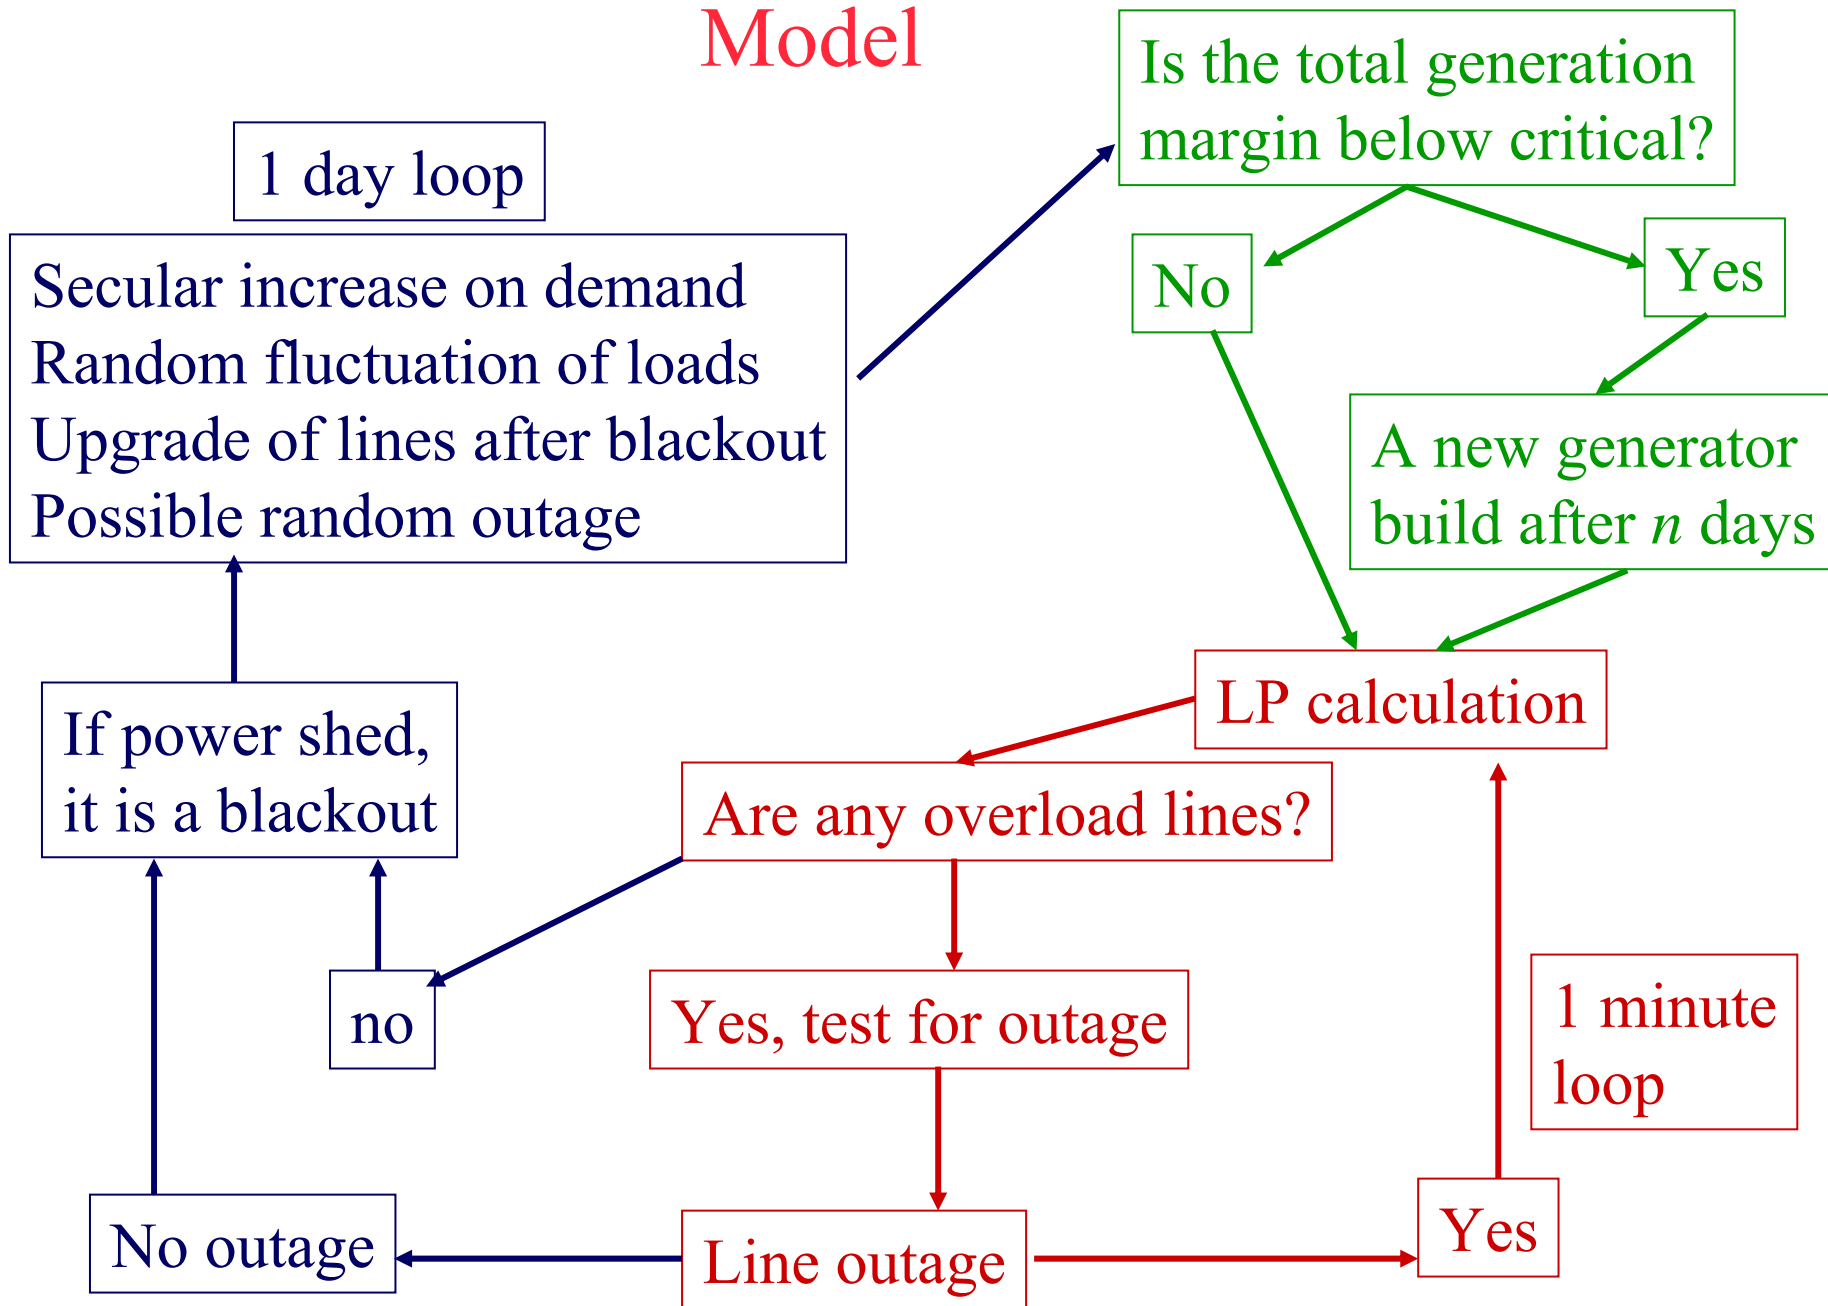 Model
1 day loop
Secular increase on demand
Random fluctuation of loads
Upgrade of lines after blackout
Possible random outage
Is the total generation
margin below critical?
No
Yes
A new generator
build after n days
LP calculation
Are any overload lines?
If power shed,
it is a blackout
no
Yes, test for outage
1 minute
loop
No outage
Line outage
Yes